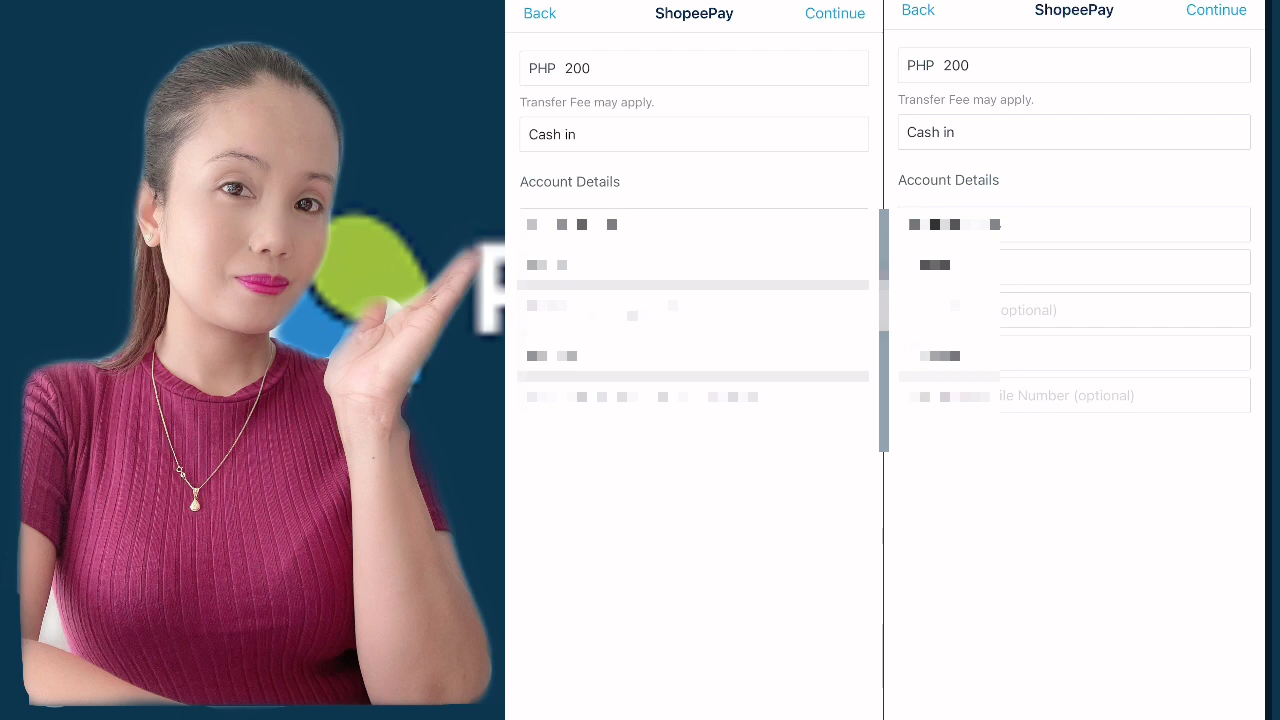 Back ShopeePay Continue
PHP 200
Transfer Fee may apply.
Cash in
Account Details
Back ShopeePay Continue
PHP 200
Transfer Fee may apply.
Cash in
Account Details
optional)
Number (optional)